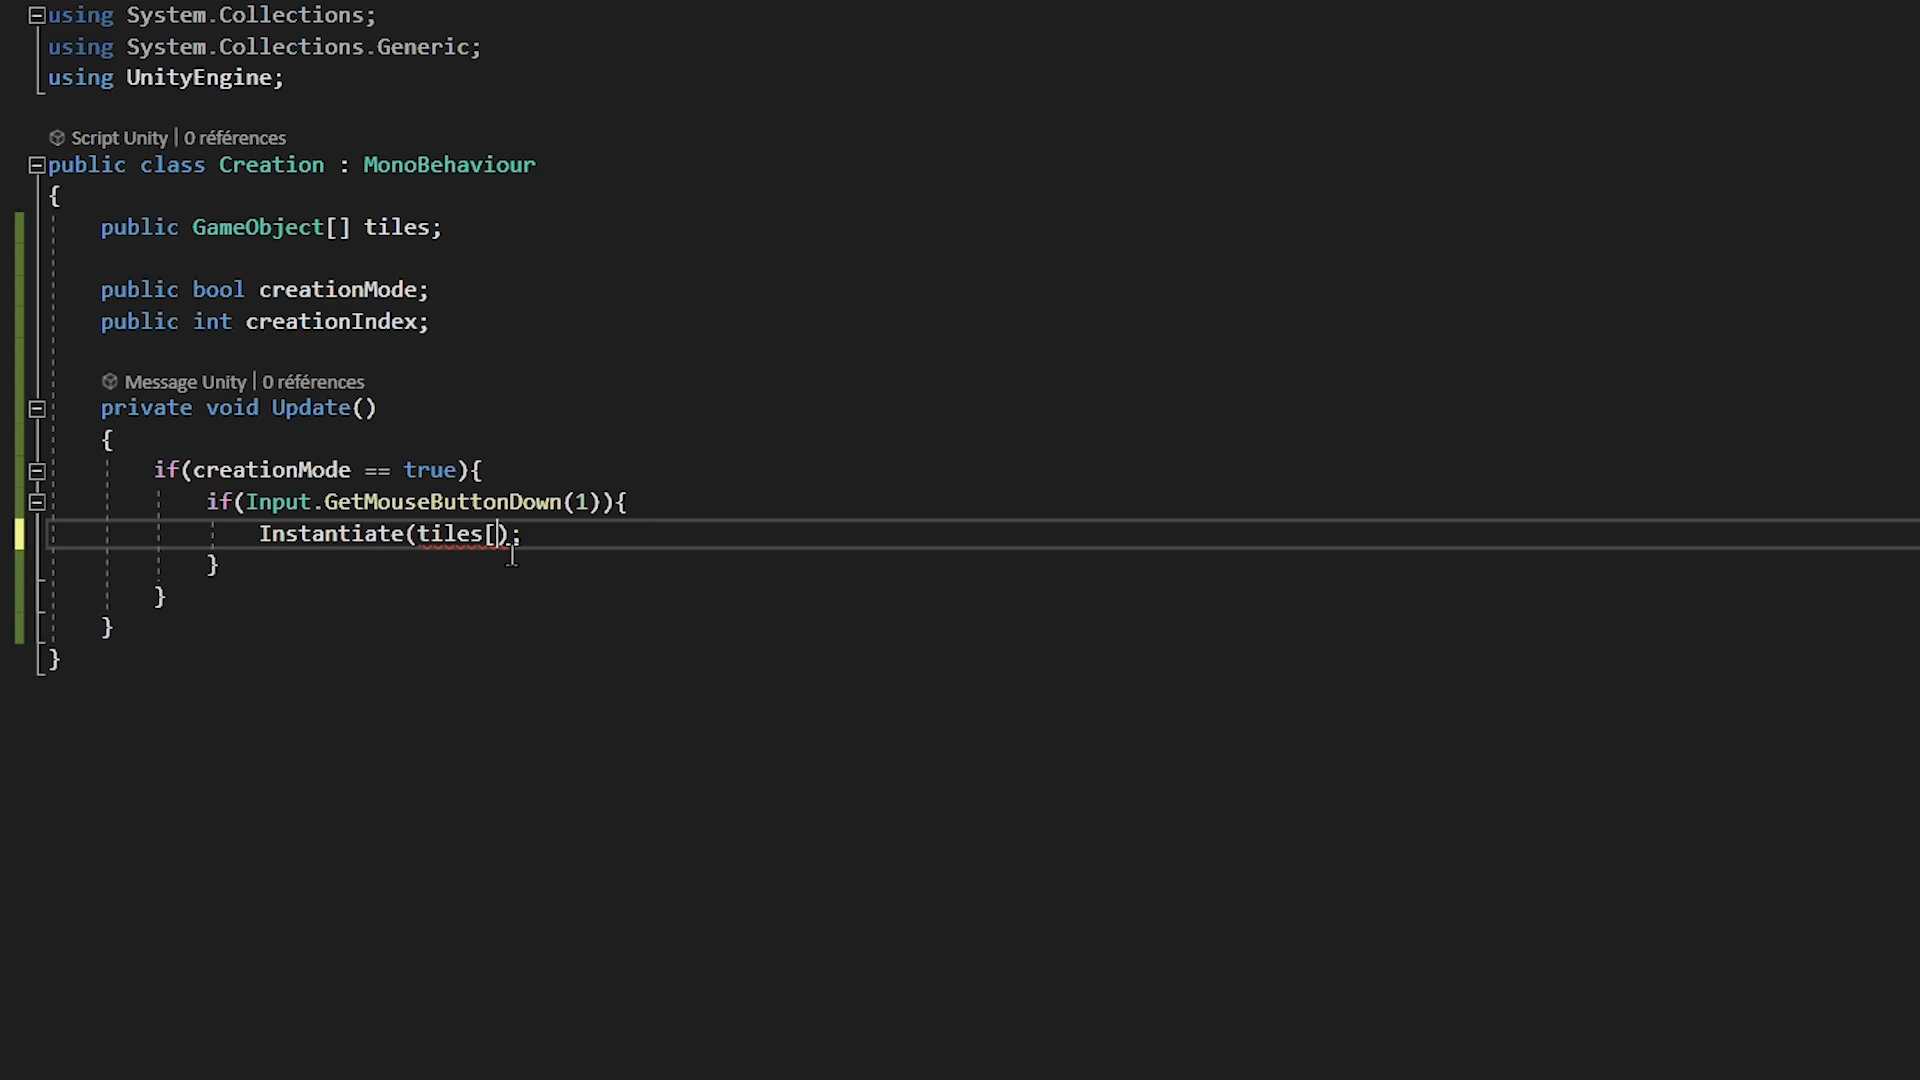 using System.Collections;
using System.Collections.Generic;
using UnityEngine;
Script Unity | 0 références
public class Creation : MonoBehaviour
{
public GameObject[] tiles;
public bool creationMode;
public int creationIndex;
Message Unity | 0 références
private void Update()
{
if(creationMode == true){
if(Input.GetMouseButtonDown(1)){
Instantiate(tiles[);
}
}
}
}